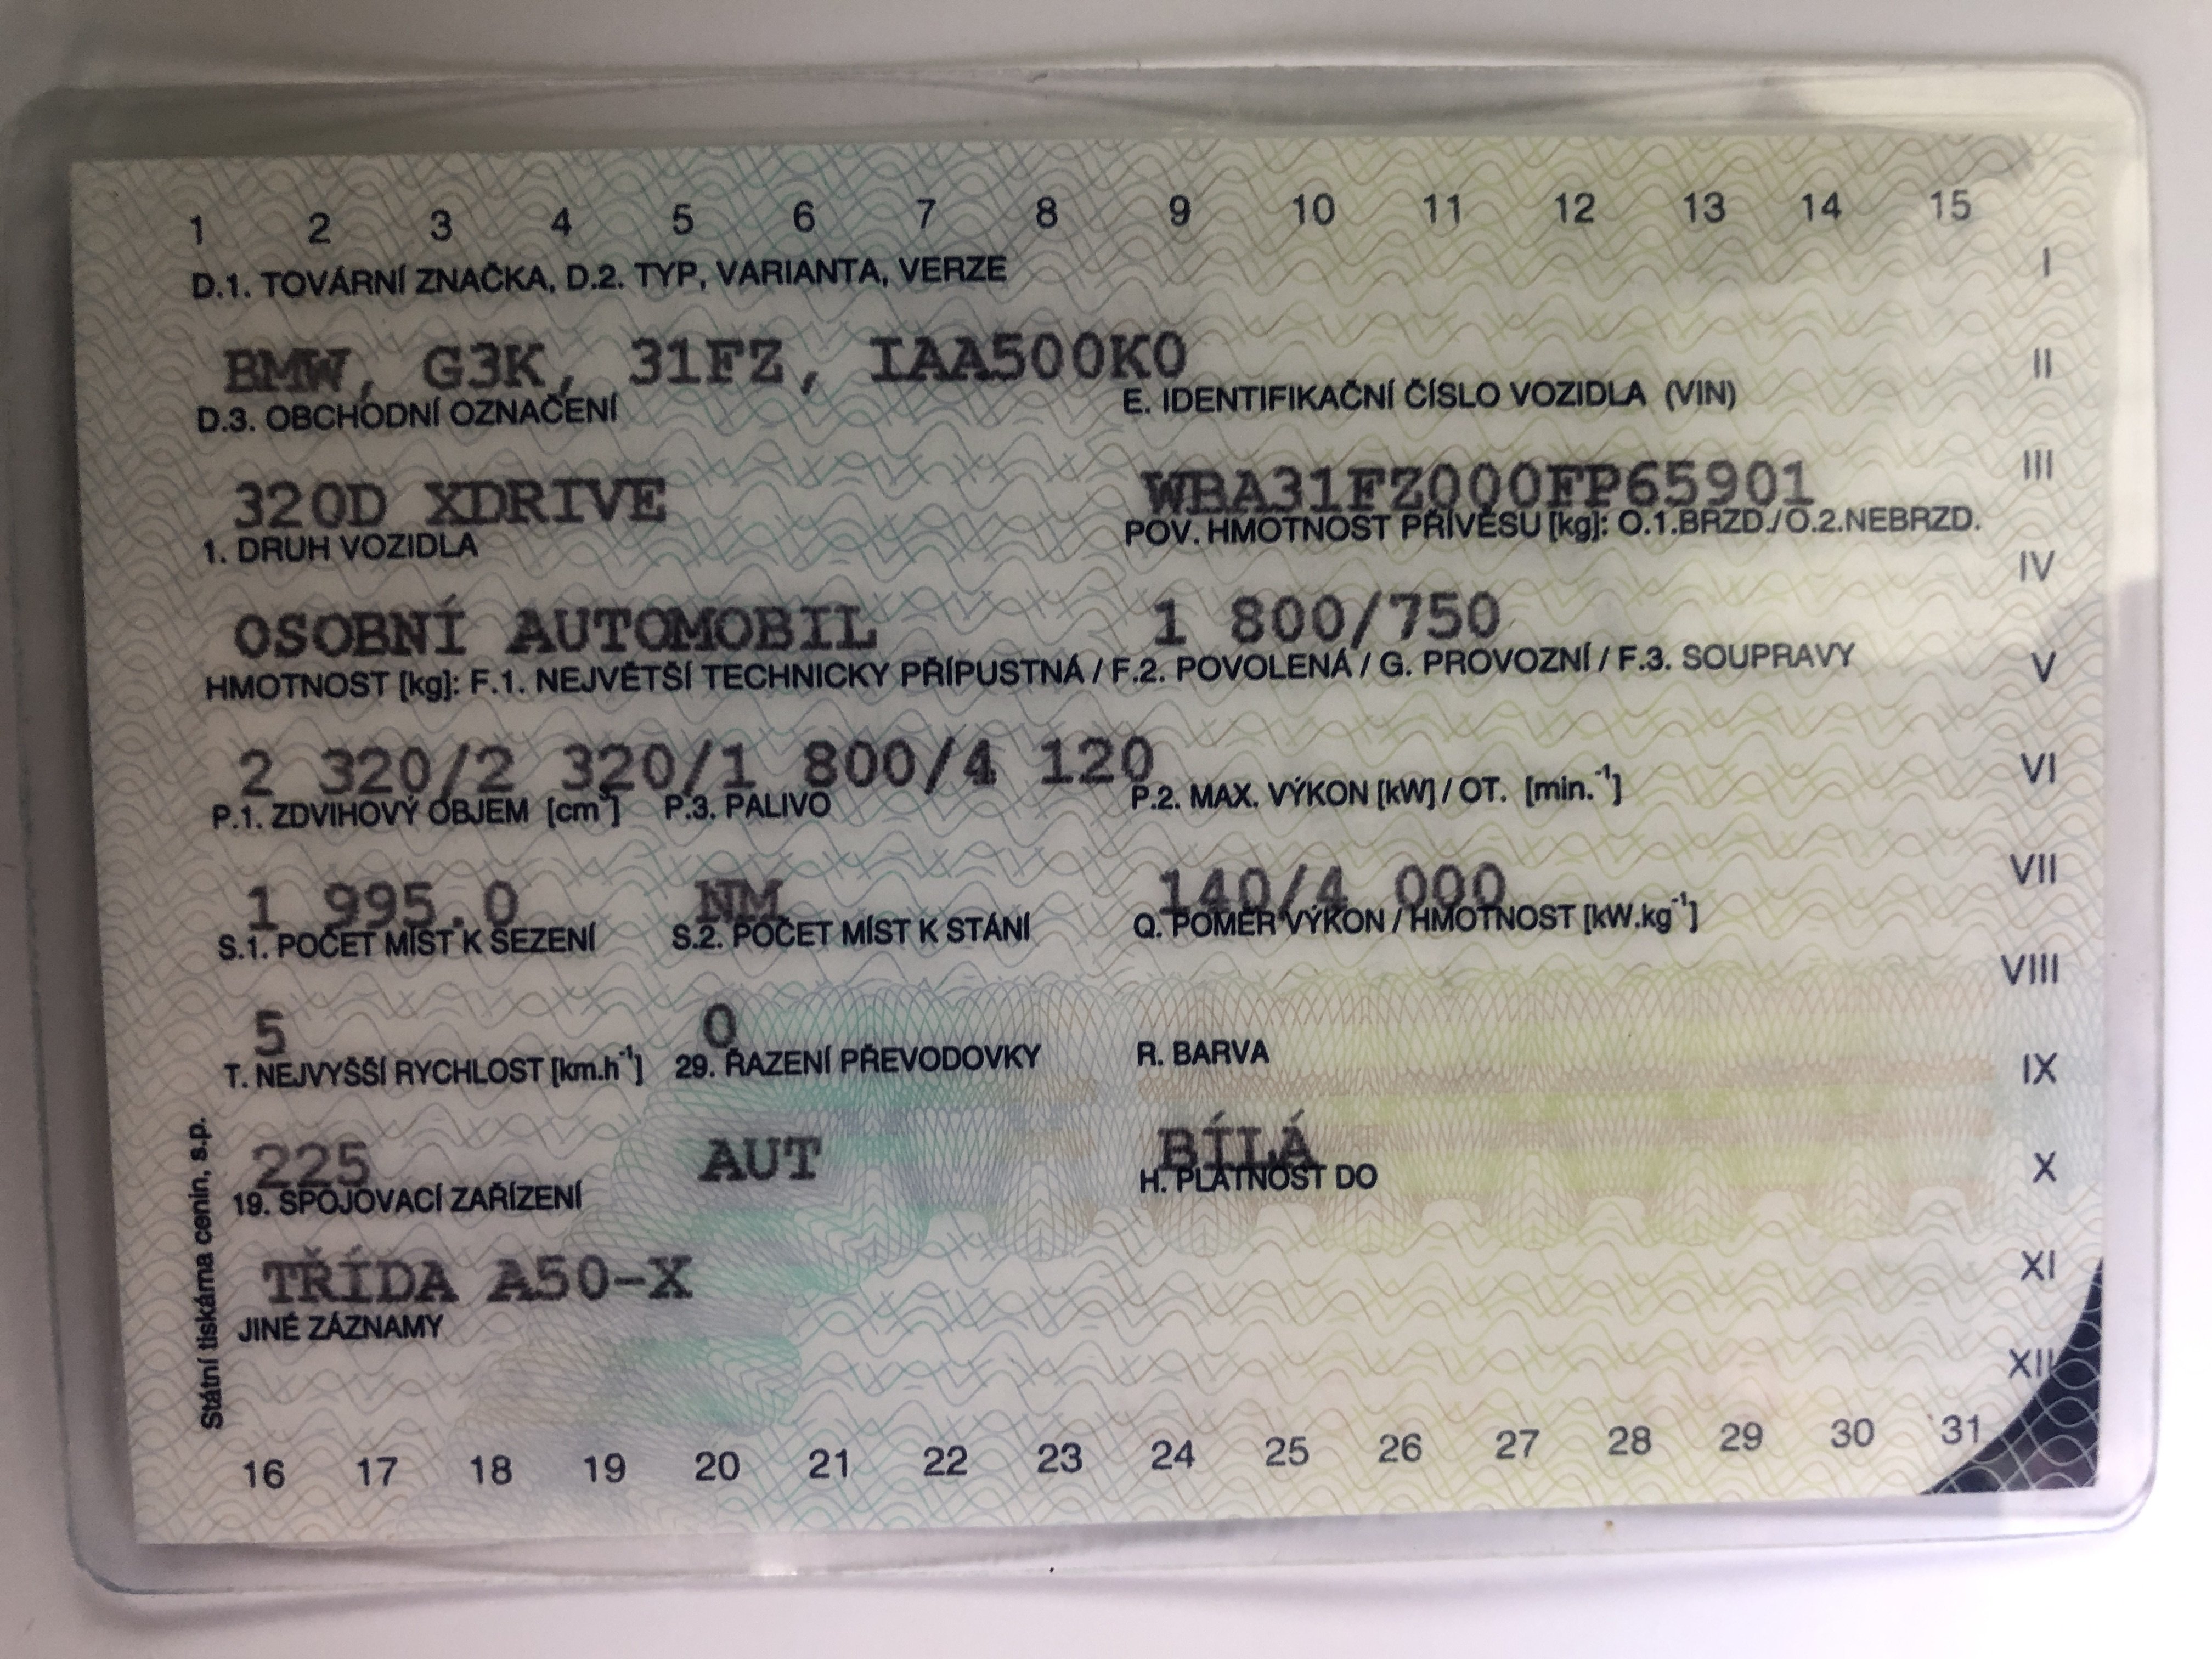 1 2 3 4 5 6 7 8 9 10 11 12 13 14 15
I
D.1. TOVÁRNÍ ZNAČKA, D.2. TYP, VARIANTA, VERZE
BMW, G3K, 31FZ, IAA500K0
II
D.3. OBCHODNÍ OZNAČENÍ E. IDENTIFIKAČNÍ ČÍSLO VOZIDLA (VIN)
320D XDRIVE WBA31FZ000FP65901
III
1. DRUH VOZIDLA POV. HMOTNOST PŘÍVĚSU [kg]: O.1.BRZD./O.2.NEBRZD.
IV
OSOBNÍ AUTOMOBIL 1 800/750
HMOTNOST [kg]: F.1. NEJVĚTŠÍ TECHNICKY PŘÍPUSTNÁ / F.2. POVOLENÁ / G. PROVOZNÍ / F.3. SOUPRAVY
V
2 320/2 320/1 800/4 120
VI
P.1. ZDVIHOVÝ OBJEM [cm³] P.3. PALIVO P.2. MAX. VÝKON [kW] / OT. [min.⁻¹]
1 995.0 NM 140/4 000
VII
S.1. POČET MÍST K SEZENÍ S.2. POČET MÍST K STÁNÍ Q. POMĚR VÝKON / HMOTNOST [kW.kg⁻¹]
VIII
5 0
T. NEJVYŠŠÍ RYCHLOST [km.h⁻¹] 29. ŘAZENÍ PŘEVODOVKY R. BARVA
IX
225 AUT BÍLÁ
19. SPOJOVACÍ ZAŘÍZENÍ H. PLATNOST DO
X
TŘÍDA A50-X
XI
JINÉ ZÁZNAMY
XII
Státní tiskárna cenin, s.p.
16 17 18 19 20 21 22 23 24 25 26 27 28 29 30 31